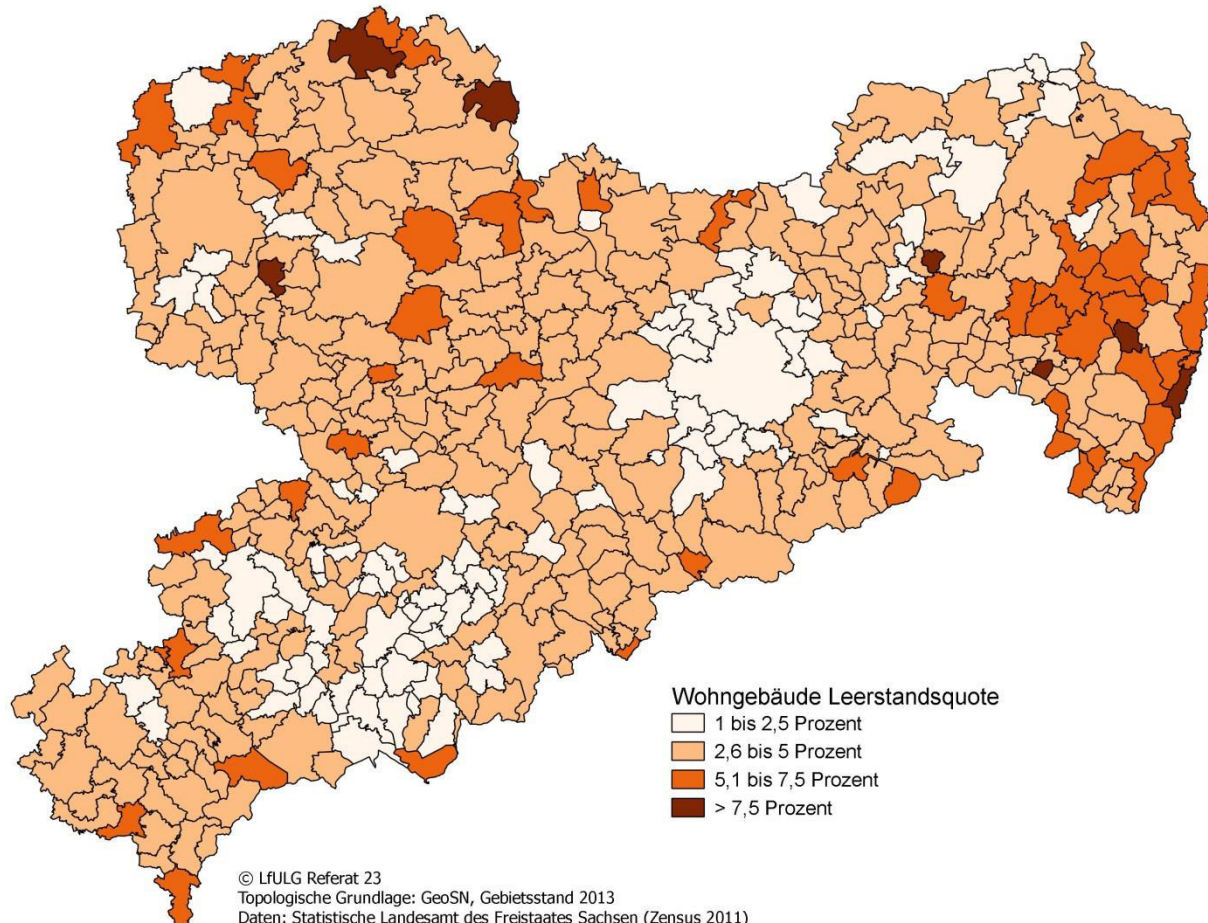 Wohngebäude Leerstandsquote
1 bis 2,5 Prozent
2,6 bis 5 Prozent
5,1 bis 7,5 Prozent
> 7,5 Prozent
© LfULG Referat 23
Topologische Grundlage: GeoSN, Gebietsstand 2013
Daten: Statistische Landesamt des Freistaates Sachsen (Zensus 2011)